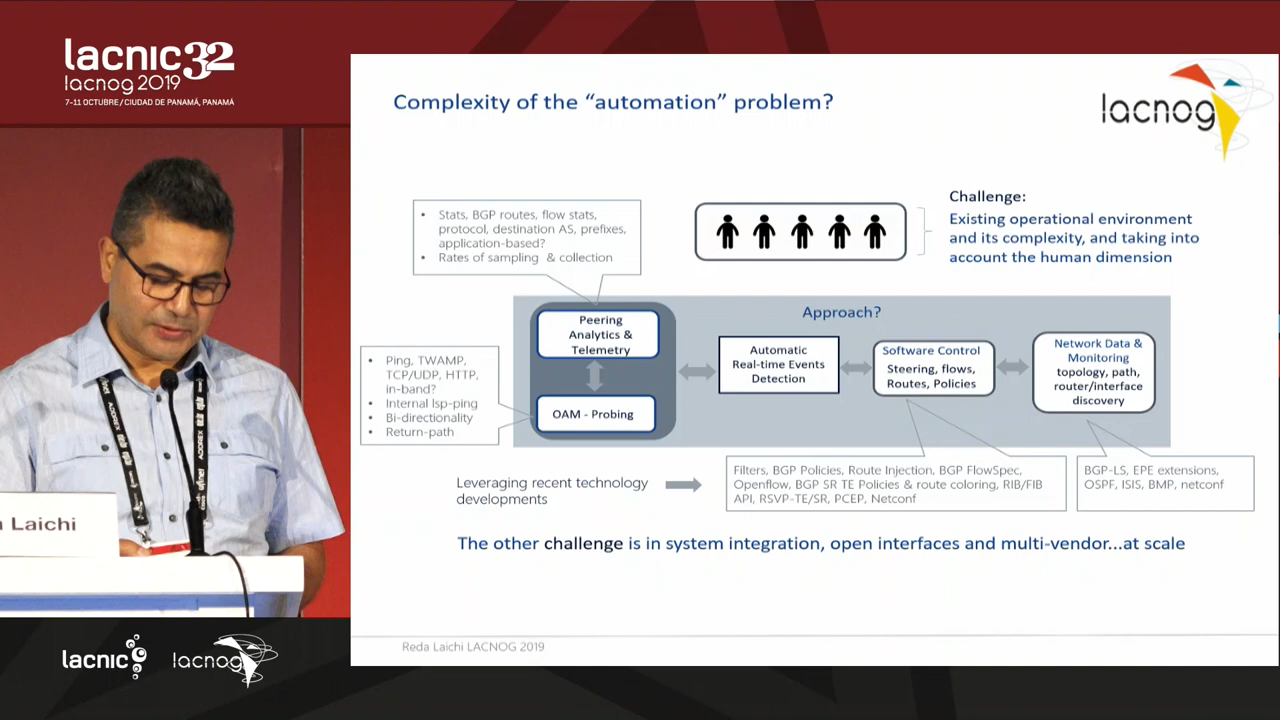 lacnic 32
lacnog 2019
7-11 OCTUBRE / CIUDAD DE PANAMÁ, PANAMÁ
Complexity of the “automation” problem?
lacnog
• Stats, BGP routes, flow stats,
protocol, destination AS, prefixes,
application-based?
• Rates of sampling & collection
Challenge:
Existing operational environment
and its complexity, and taking into
account the human dimension
Approach?
Peering
Analytics &
Telemetry
OAM - Probing
• Ping, TWAMP,
TCP/UDP, HTTP,
in-band?
• Internal lsp-ping
• Bi-directionality
• Return-path
Automatic
Real-time Events
Detection
Software Control
Steering, flows,
Routes, Policies
Network Data &
Monitoring
topology, path,
router/interface
discovery
Leveraging recent technology
developments
Filters, BGP Policies, Route Injection, BGP FlowSpec,
Openflow, BGP SR TE Policies & route coloring, RIB/FIB
API, RSVP-TE/SR, PCEP, Netconf
BGP-LS, EPE extensions,
OSPF, ISIS, BMP, netconf
The other challenge is in system integration, open interfaces and multi-vendor...at scale
Reda Laichi LACNOG 2019
Laichi
lacnic
lacnog